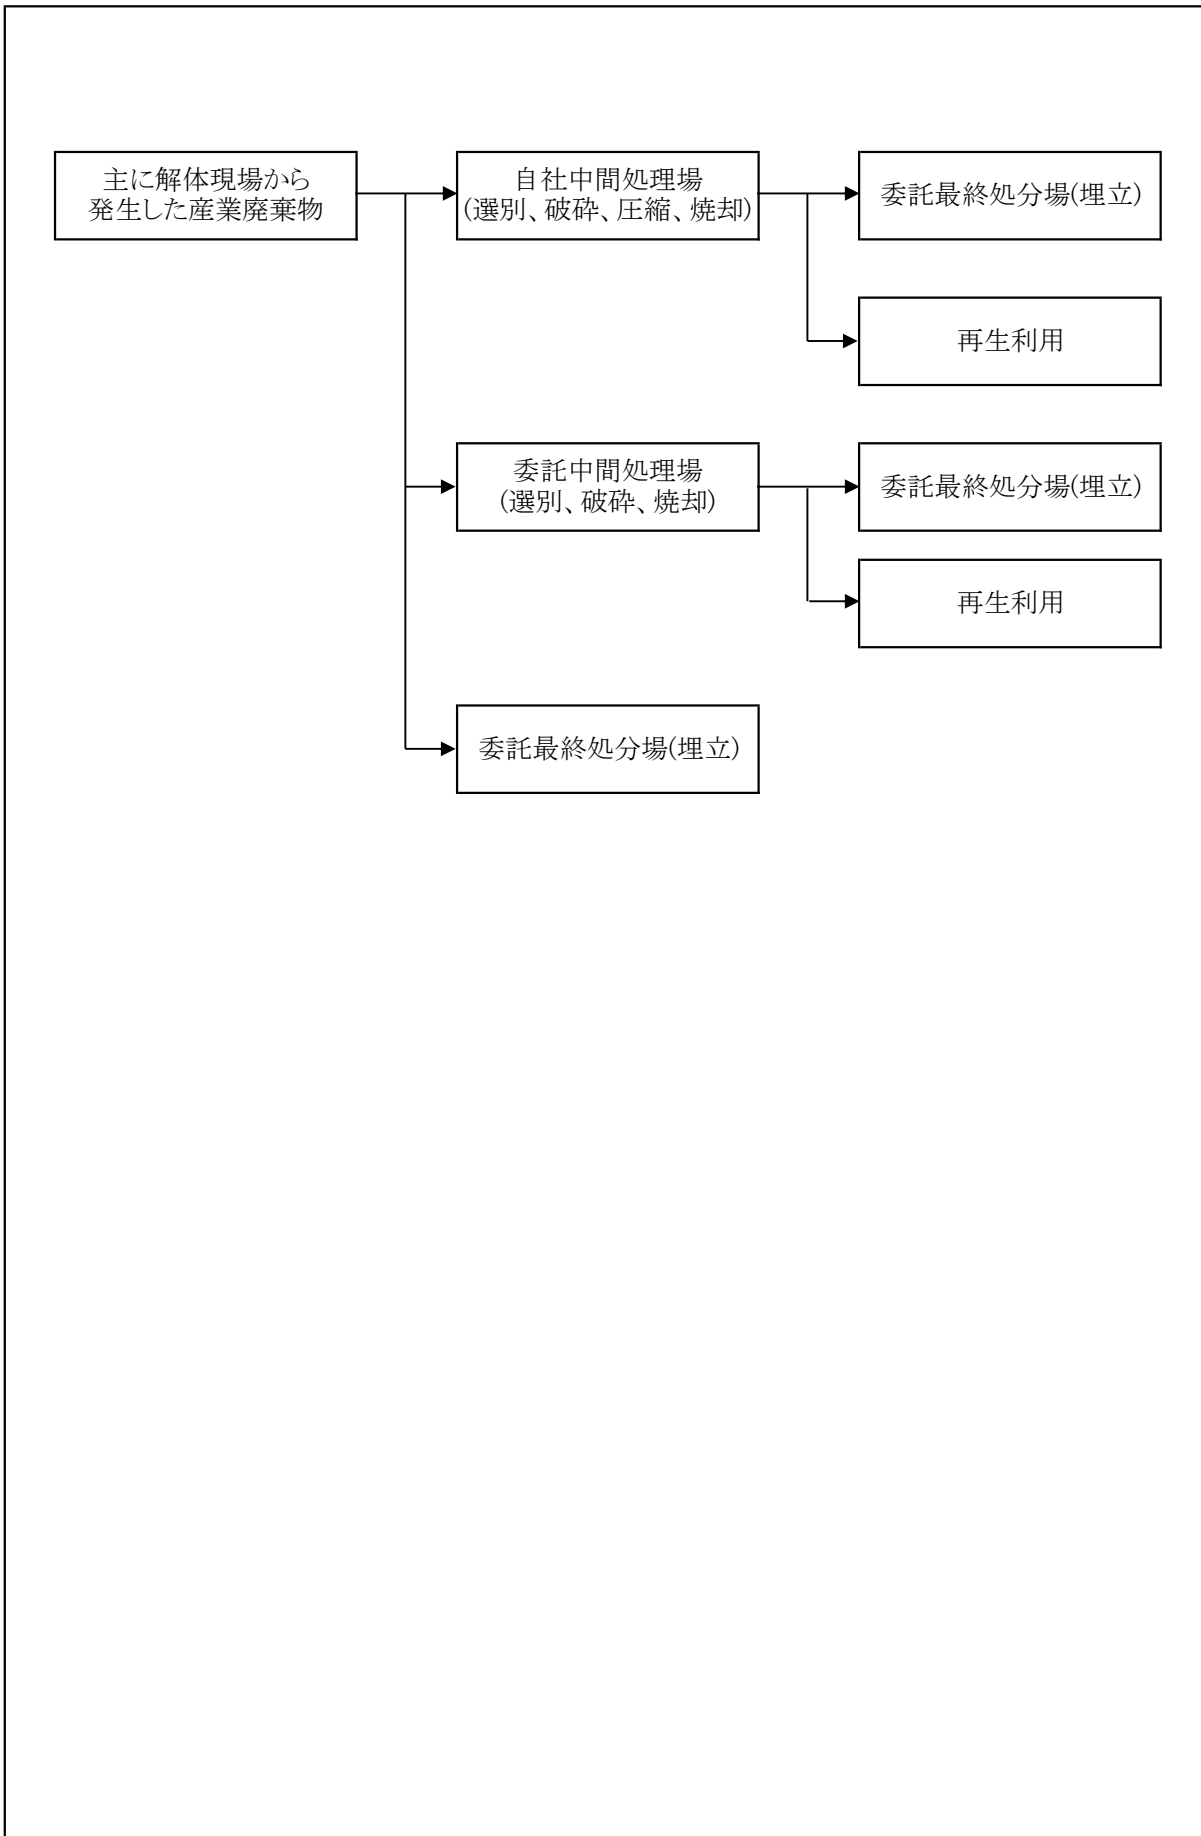 主に解体現場から
発生した産業廃棄物
自社中間処理場
(選別、破砕、圧縮、焼却)
委託最終処分場(埋立)
再生利用
委託中間処理場
(選別、破砕、焼却)
委託最終処分場(埋立)
再生利用
委託最終処分場(埋立)